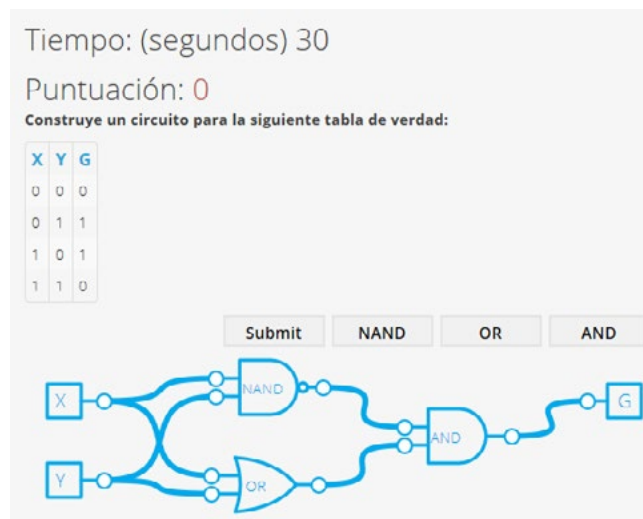 Tiempo: (segundos) 30
Puntuación: 0
Construye un circuito para la siguiente tabla de verdad:
X Y G
0 0 0
0 1 1
1 0 1
1 1 0
Submit NAND OR AND
X NAND G
AND
Y OR